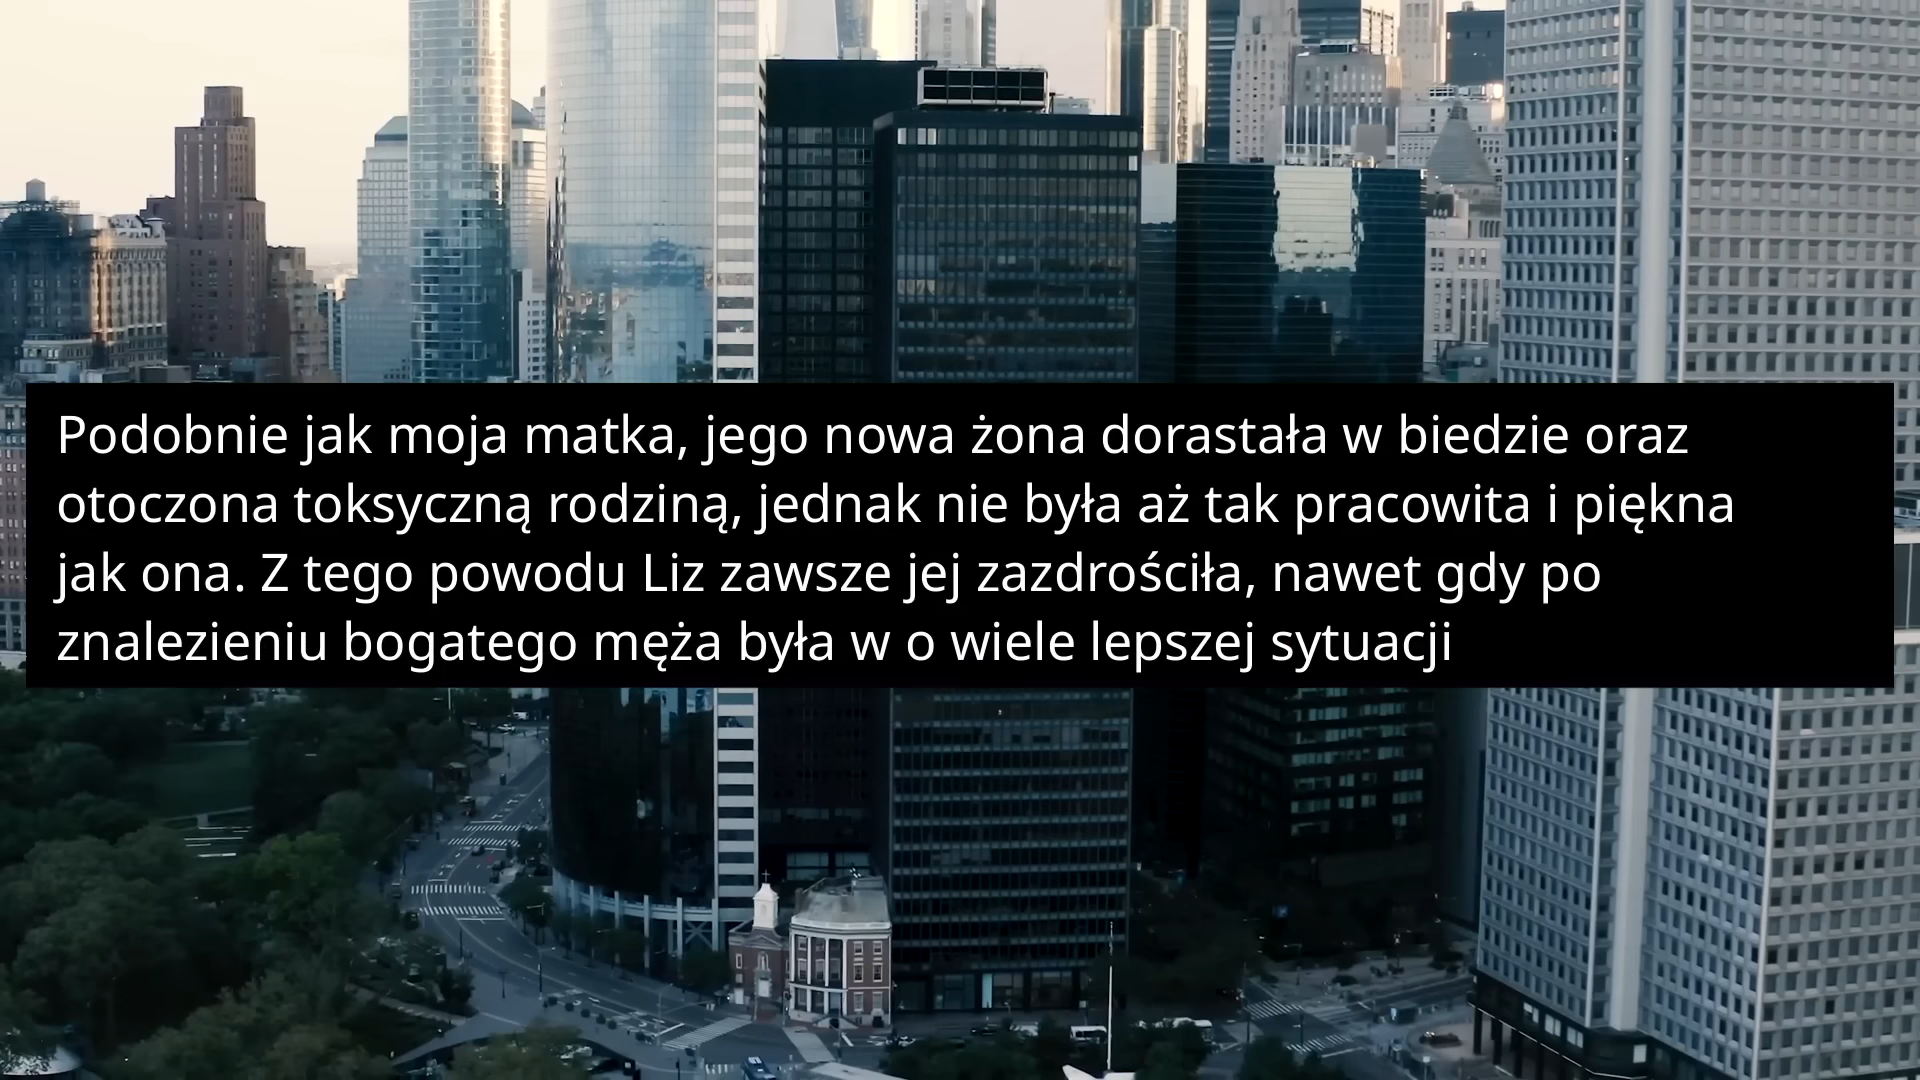 Podobnie jak moja matka, jego nowa żona dorastała w biedzie oraz
otoczona toksyczną rodziną, jednak nie była aż tak pracowita i piękna
jak ona. Z tego powodu Liz zawsze jej zazdrościła, nawet gdy po
znalezieniu bogatego męża była w o wiele lepszej sytuacji